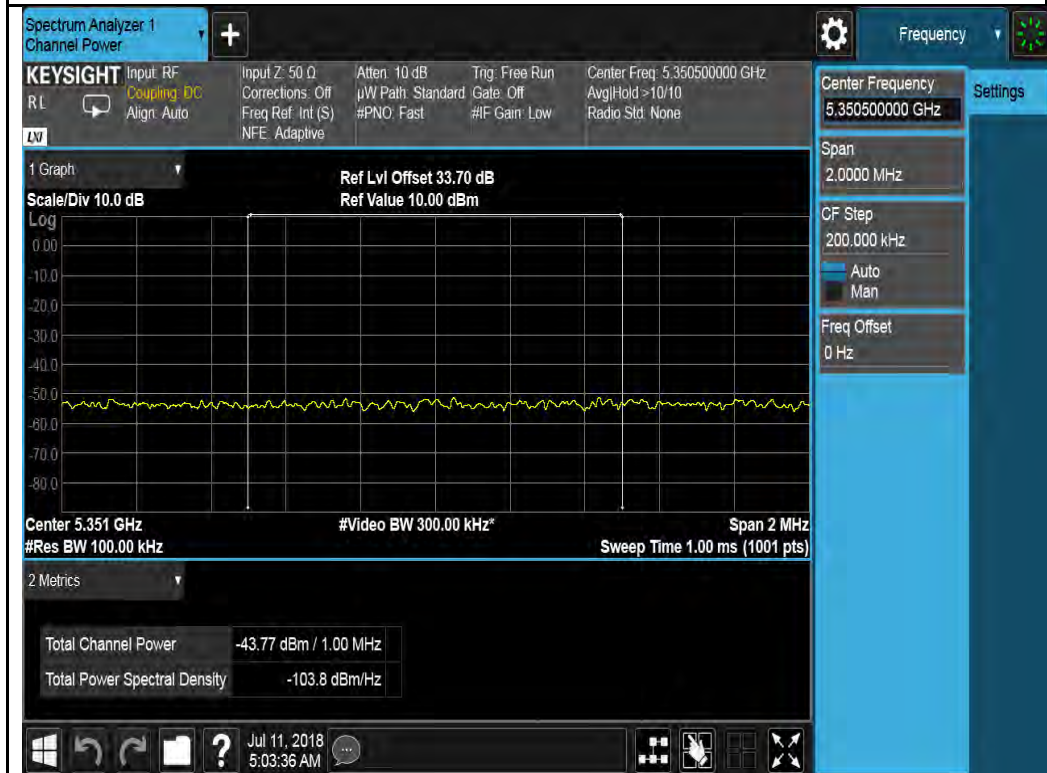 Spectrum Analyzer 1
Channel Power
+
Frequency
KEYSIGHT
RL
LXI
Input: RF
Coupling: DC
Align: Auto
Input Z: 50 Ω
Corrections: Off
Freq Ref: Int (S)
NFE: Adaptive
Atten: 10 dB
µW Path: Standard
#PNO: Fast
Trig: Free Run
Gate: Off
#IF Gain: Low
Center Freq: 5.350500000 GHz
Avg|Hold >10/10
Radio Std: None
Center Frequency
5.350500000 GHz
Settings
Span
2.0000 MHz
CF Step
200.000 kHz
Auto
Man
Freq Offset
0 Hz
1 Graph
Ref Lvl Offset 33.70 dB
Scale/Div 10.0 dB
Ref Value 10.00 dBm
Log
0.00
-10.0
-20.0
-30.0
-40.0
-50.0
-60.0
-70.0
-80.0
Center 5.351 GHz
#Video BW 300.00 kHz*
Span 2 MHz
#Res BW 100.00 kHz
Sweep Time 1.00 ms (1001 pts)
2 Metrics
Total Channel Power -43.77 dBm / 1.00 MHz
Total Power Spectral Density -103.8 dBm/Hz
?
Jul 11, 2018
5:03:36 AM